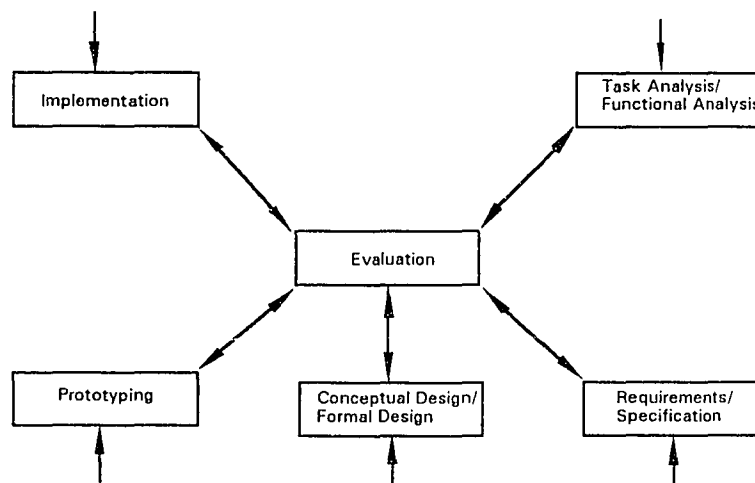 Implementation
Task Analysis/
Functional Analysis
Evaluation
Prototyping
Conceptual Design/
Formal Design
Requirements/
Specification